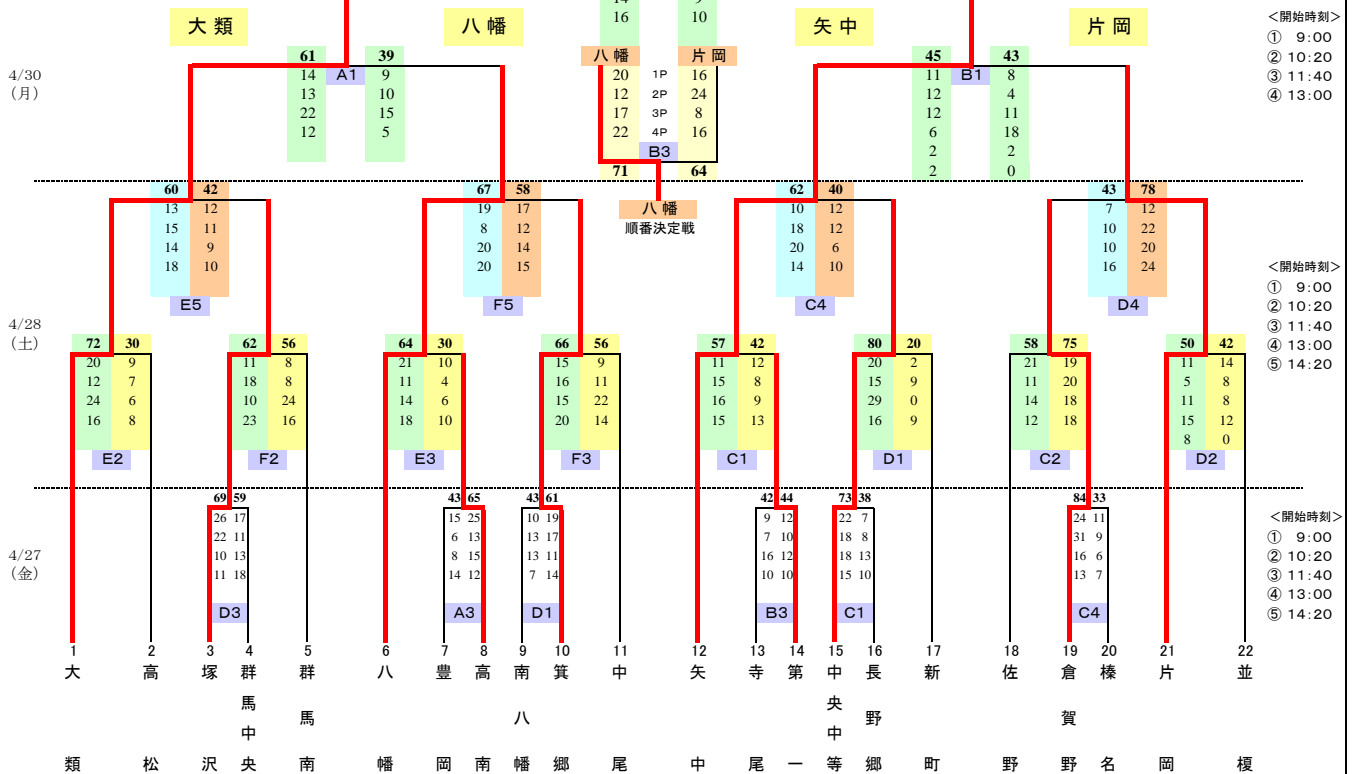 14 9
16 10
大類 八幡 矢中 片岡
<開始時刻>
① 9:00
② 10:20
③ 11:40
④ 13:00
4/30
(月)
61 A1 39
14 9
13 10
22 15
12 5
八幡 片岡
20 1P 16
12 2P 24
17 3P 8
22 4P 16
B3
71 64
八幡
順番決定戦
45 B1 43
11 8
12 4
12 11
6 18
2 2
2 0
4/28
(土)
<開始時刻>
① 9:00
② 10:20
③ 11:40
④ 13:00
⑤ 14:20
60 42
13 12
15 11
14 9
18 10
E5
67 58
19 17
8 12
20 14
20 15
F5
62 40
10 12
18 12
20 6
14 10
C4
43 78
7 12
10 22
10 20
16 24
D4
72 30
20 9
12 7
24 6
16 8
E2
62 56
11 8
18 8
10 24
23 16
F2
64 30
21 10
11 4
14 6
18 10
E3
66 56
15 9
16 11
15 22
20 14
F3
57 42
11 12
15 8
16 9
15 13
C1
80 20
20 2
15 9
29 0
16 9
D1
58 75
21 19
11 20
14 18
12 18
C2
50 42
11 14
5 8
11 8
15 12
8 0
D2
4/27
(金)
<開始時刻>
① 9:00
② 10:20
③ 11:40
④ 13:00
⑤ 14:20
69 59
26 17
22 11
10 13
11 18
D3
43 65
15 25
6 13
8 15
14 12
A3
43 61
10 19
13 17
13 11
7 14
D1
42 44
9 12
7 10
16 12
10 10
B3
73 38
22 7
18 8
18 13
15 10
C1
84 33
24 11
31 9
16 6
13 7
C4
1 大類
2 高松
3 塚沢
4 群馬中央
5 群馬南
6 八幡
7 豊岡
8 高南
9 南八幡
10 箕郷
11 中尾
12 矢中
13 寺尾
14 第一
15 中央中等
16 長野郷
17 新町
18 佐野
19 倉賀野
20 榛名
21 片岡
22 並榎